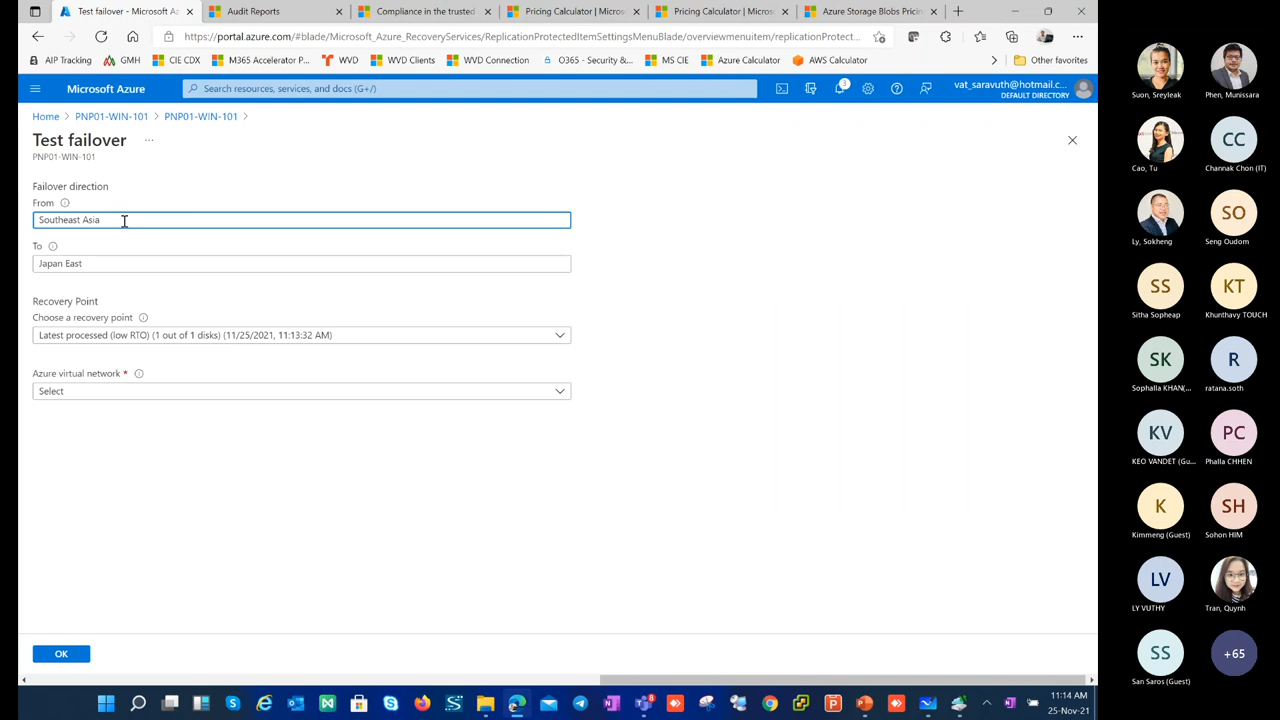 Test failover - Microsoft Az
Audit Reports
Compliance in the trusted
Pricing Calculator | Micros
Pricing Calculator | Micros
Azure Storage Blobs Pricin
https://portal.azure.com/#blade/Microsoft_Azure_RecoveryServices/ReplicationProtectedItemSettingsMenuBlade/overviewmenuitem/replicationProtect...
AIP Tracking
GMH
CIE CDX
M365 Accelerator P...
WVD
WVD Clients
WVD Connection
O365 - Security &...
MS CIE
Azure Calculator
AWS Calculator
Other favorites
Microsoft Azure
Search resources, services, and docs (G+/)
3
vat_saravuth@hotmail.c...
DEFAULT DIRECTORY
Home > PNP01-WIN-101 > PNP01-WIN-101 >
Test failover ...
PNP01-WIN-101
Failover direction
From
Southeast Asia
To
Japan East
Recovery Point
Choose a recovery point
Latest processed (low RTO) (1 out of 1 disks) (11/25/2021, 11:13:32 AM)
Azure virtual network *
Select
OK
11:14 AM
25-Nov-21
Suon, Sreyleak
Phen, Munissara
CC
Cao, Tu
Channak Chon (IT)
SO
Ly, Sokheng
Seng Oudom
SS
KT
Sitha Sopheap
Khunthavy TOUCH
SK
R
Sophalla KHAN(...
ratana.soth
KV
PC
KEO VANDET (Gu...
Phalla CHHEN
K
SH
Kimmeng (Guest)
Sohon HIM
LV
LY VUTHY
Tran, Quynh
SS
+65
San Saros (Guest)